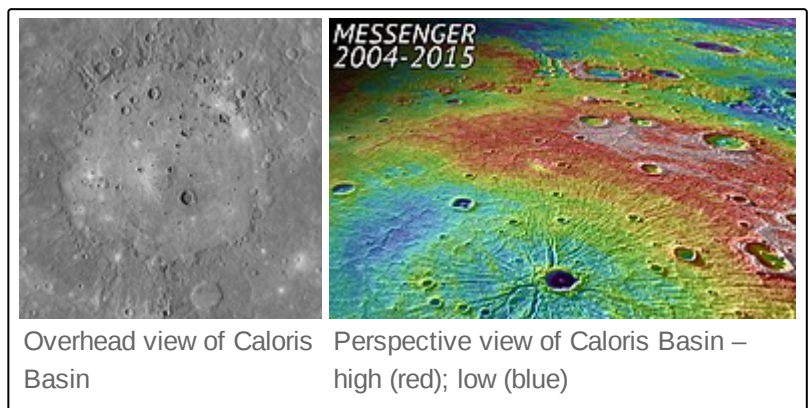 MESSENGER
2004-2015
Overhead view of Caloris
Basin
Perspective view of Caloris Basin –
high (red); low (blue)